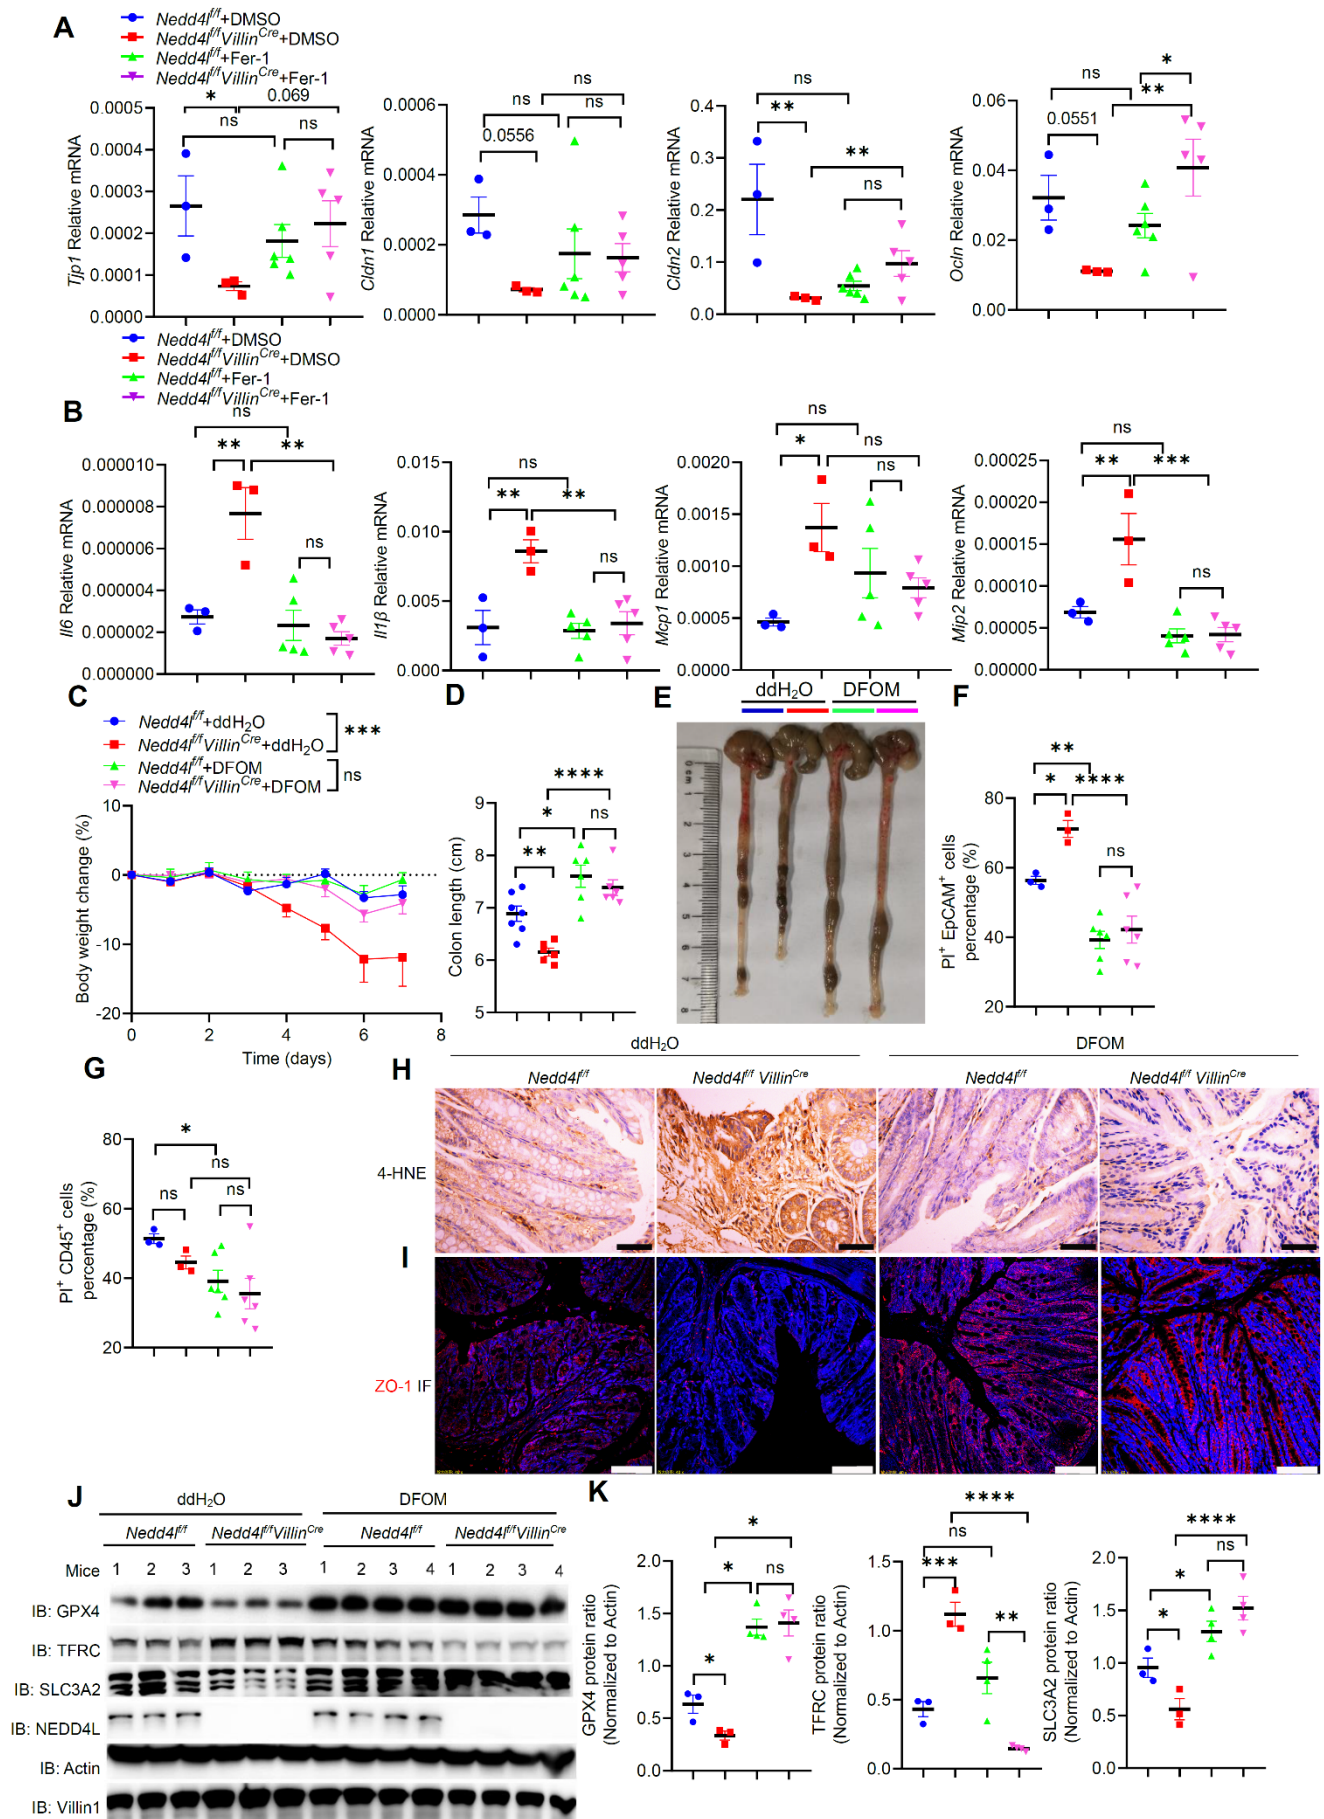 A
Nedd4l^f/f+DMSO
Nedd4l^f/fVillin^Cre+DMSO
Nedd4l^f/f+Fer-1
Nedd4l^f/fVillin^Cre+Fer-1
Tjp1 Relative mRNA
0.0005
0.0004
0.0003
0.0002
0.0001
0.0000
* 0.069
ns ns
Cldn1 Relative mRNA
0.0006
0.0004
0.0002
0.0000
ns
ns ns
0.0556
Cldn2 Relative mRNA
0.4
0.3
0.2
0.1
0.0
ns
**
**
ns
Ocln Relative mRNA
0.06
0.04
0.02
0.00
ns *
0.0551 **
Nedd4l^f/f+DMSO
Nedd4l^f/fVillin^Cre+DMSO
Nedd4l^f/f+Fer-1
Nedd4l^f/fVillin^Cre+Fer-1
B
Il6 Relative mRNA
0.000010
0.000008
0.000006
0.000004
0.000002
0.000000
ns
** **
ns
Il1β Relative mRNA
0.015
0.010
0.005
0.000
ns
** **
ns
Mcp1 Relative mRNA
0.0020
0.0015
0.0010
0.0005
0.0000
ns
* ns
ns
Mip2 Relative mRNA
0.00025
0.00020
0.00015
0.00010
0.00005
0.00000
ns
** ***
ns
C
Nedd4l^f/f+ddH₂O
Nedd4l^f/fVillin^Cre+ddH₂O
***
Nedd4l^f/f+DFOM
Nedd4l^f/fVillin^Cre+DFOM
ns
Body weight change (%)
10
0
-10
-20
0 2 4 6 8
Time (days)
D
Colon length (cm)
9
8
7
6
5
****
* ns
**
E
ddH₂O DFOM
0 cm
1
2
3
4
5
6
7
8
F
PI⁺ EpCAM⁺ cells
percentage (%)
80
60
40
20
**
* ****
ns
G
PI⁺ CD45⁺ cells
percentage (%)
80
60
40
20
*
ns
ns ns
ddH₂O DFOM
H
Nedd4l^f/f Nedd4l^f/f Villin^Cre Nedd4l^f/f Nedd4l^f/f Villin^Cre
4-HNE
I
ZO-1 IF
J
ddH₂O DFOM
Nedd4l^f/f Nedd4l^f/fVillin^Cre Nedd4l^f/f Nedd4l^f/fVillin^Cre
Mice 1 2 3 1 2 3 1 2 3 4 1 2 3 4
IB: GPX4
IB: TFRC
IB: SLC3A2
IB: NEDD4L
IB: Actin
IB: Villin1
K
GPX4 protein ratio
(Normalized to Actin)
2.0
1.5
1.0
0.5
0.0
*
* ns
*
TFRC protein ratio
(Normalized to Actin)
1.5
1.0
0.5
0.0
****
ns
***
**
SLC3A2 protein ratio
(Normalized to Actin)
2.0
1.5
1.0
0.5
0.0
****
ns
*
*